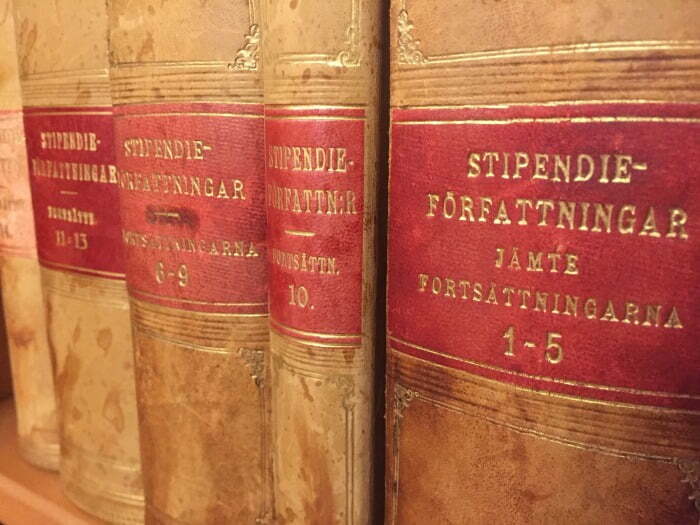 STIPENDIE-
FÖRFATTNINGAR
FORTSÄTTN.
11-13
STIPENDIE-
FÖRFATTNINGAR
FORTSÄTTNINGARNA
6-9
STIPENDIE-
FÖRFATTN:R
FORTSÄTTN.
10.
STIPENDIE-
FÖRFATTNINGAR
JÄMTE
FORTSÄTTNINGARNA
1-5